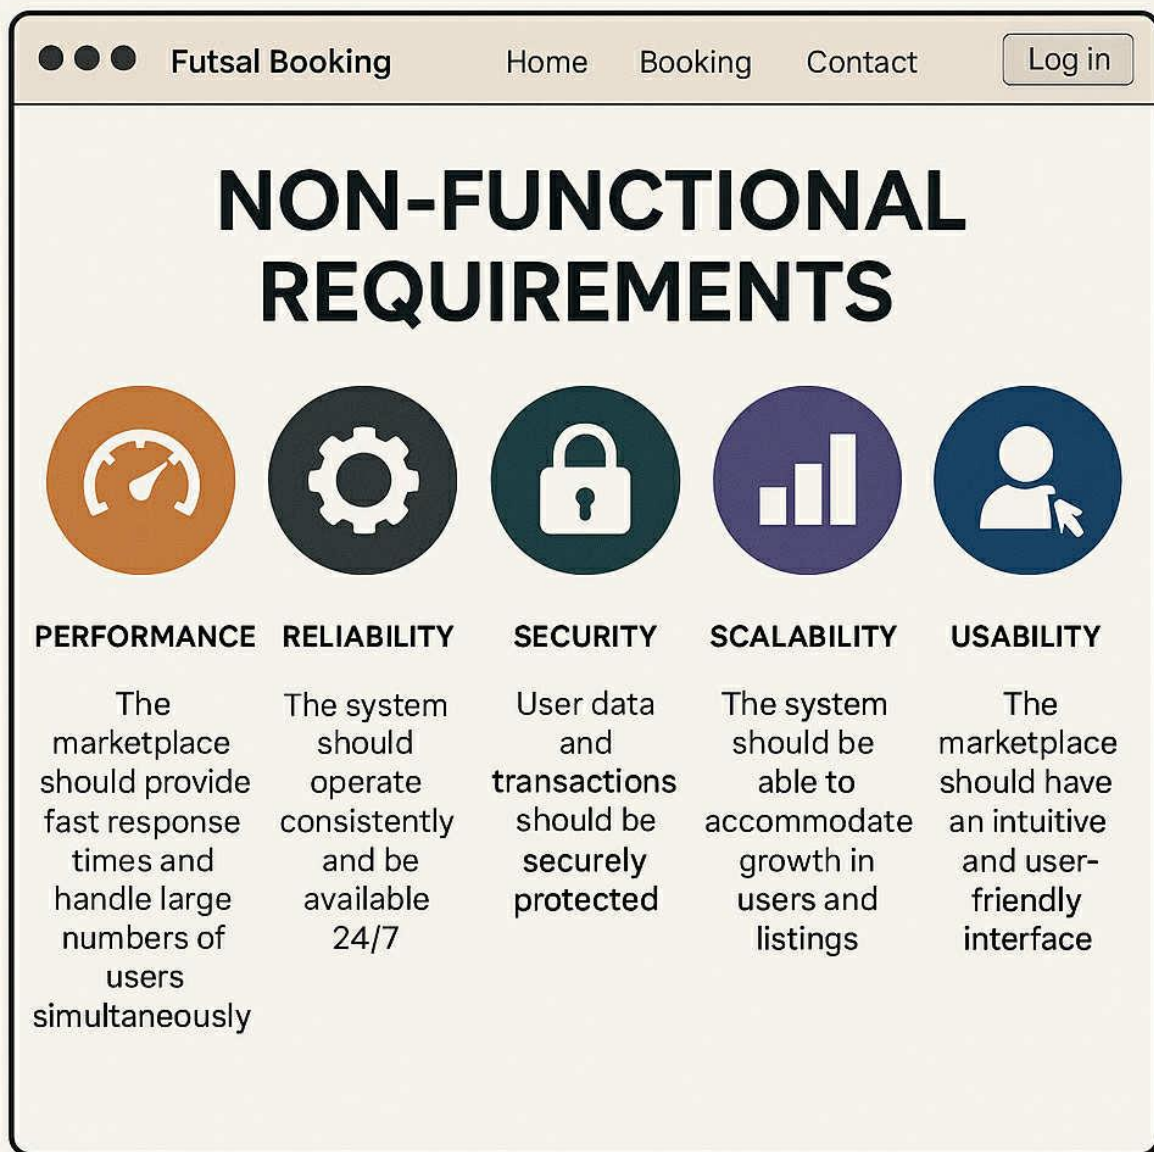 Futsal Booking
Home
Booking
Contact
Log in
NON-FUNCTIONAL
REQUIREMENTS
PERFORMANCE
The
marketplace
should provide
fast response
times and
handle large
numbers of
users
simultaneously
RELIABILITY
The system
should
operate
consistently
and be
available
24/7
SECURITY
User data
and
transactions
should be
securely
protected
SCALABILITY
The system
should be
able to
accommodate
growth in
users and
listings
USABILITY
The
marketplace
should have
an intuitive
and user-
friendly
interface